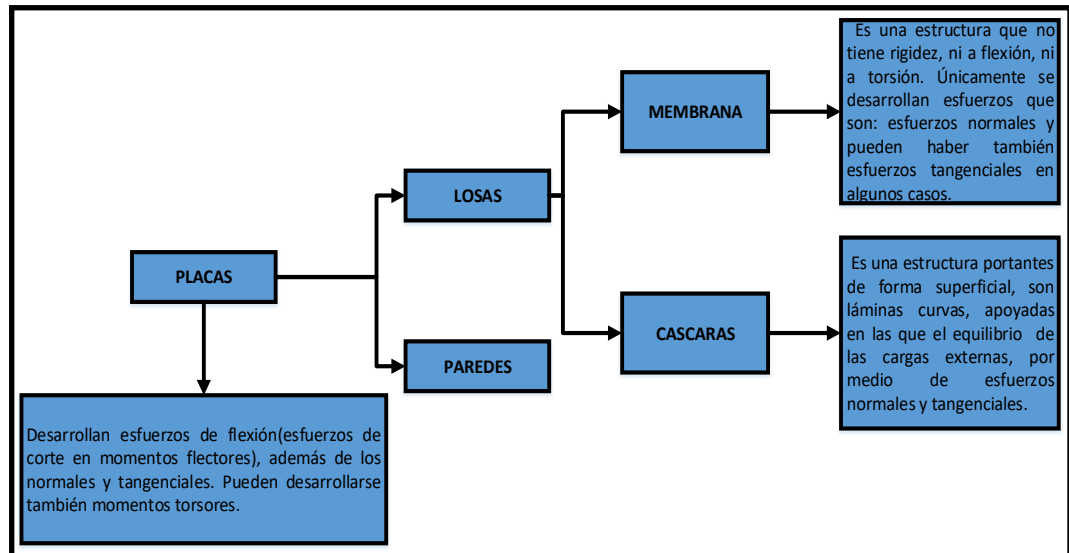 PLACAS
Desarrollan esfuerzos de flexión(esfuerzos de
corte en momentos flectores), además de los
normales y tangenciales. Pueden desarrollarse
también momentos torsores.
LOSAS
PAREDES
MEMBRANA
Es una estructura que no
tiene rigidez, ni a flexión, ni
a torsión. Únicamente se
desarrollan esfuerzos que
son: esfuerzos normales y
pueden haber también
esfuerzos tangenciales en
algunos casos.
CASCARAS
Es una estructura portantes
de forma superficial, son
láminas curvas, apoyadas
en las que el equilibrio de
las cargas externas, por
medio de esfuerzos
normales y tangenciales.